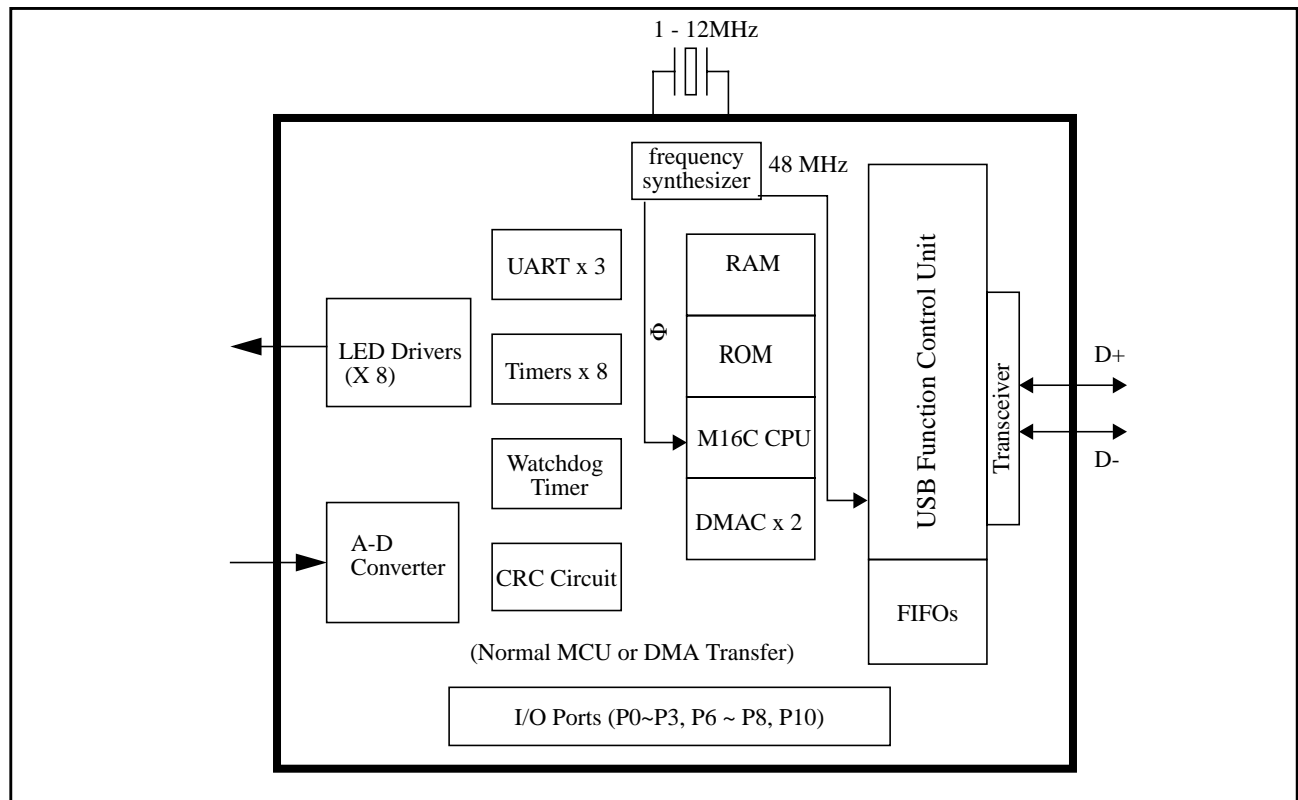 1 - 12MHz
frequency
synthesizer
48 MHz
UART x 3
RAM
LED Drivers
(X 8)
Timers x 8
Φ
ROM
M16C CPU
Watchdog
Timer
DMAC x 2
A-D
Converter
CRC Circuit
USB Function Control Unit
Transceiver
D+
D-
FIFOs
(Normal MCU or DMA Transfer)
I/O Ports (P0~P3, P6 ~ P8, P10)